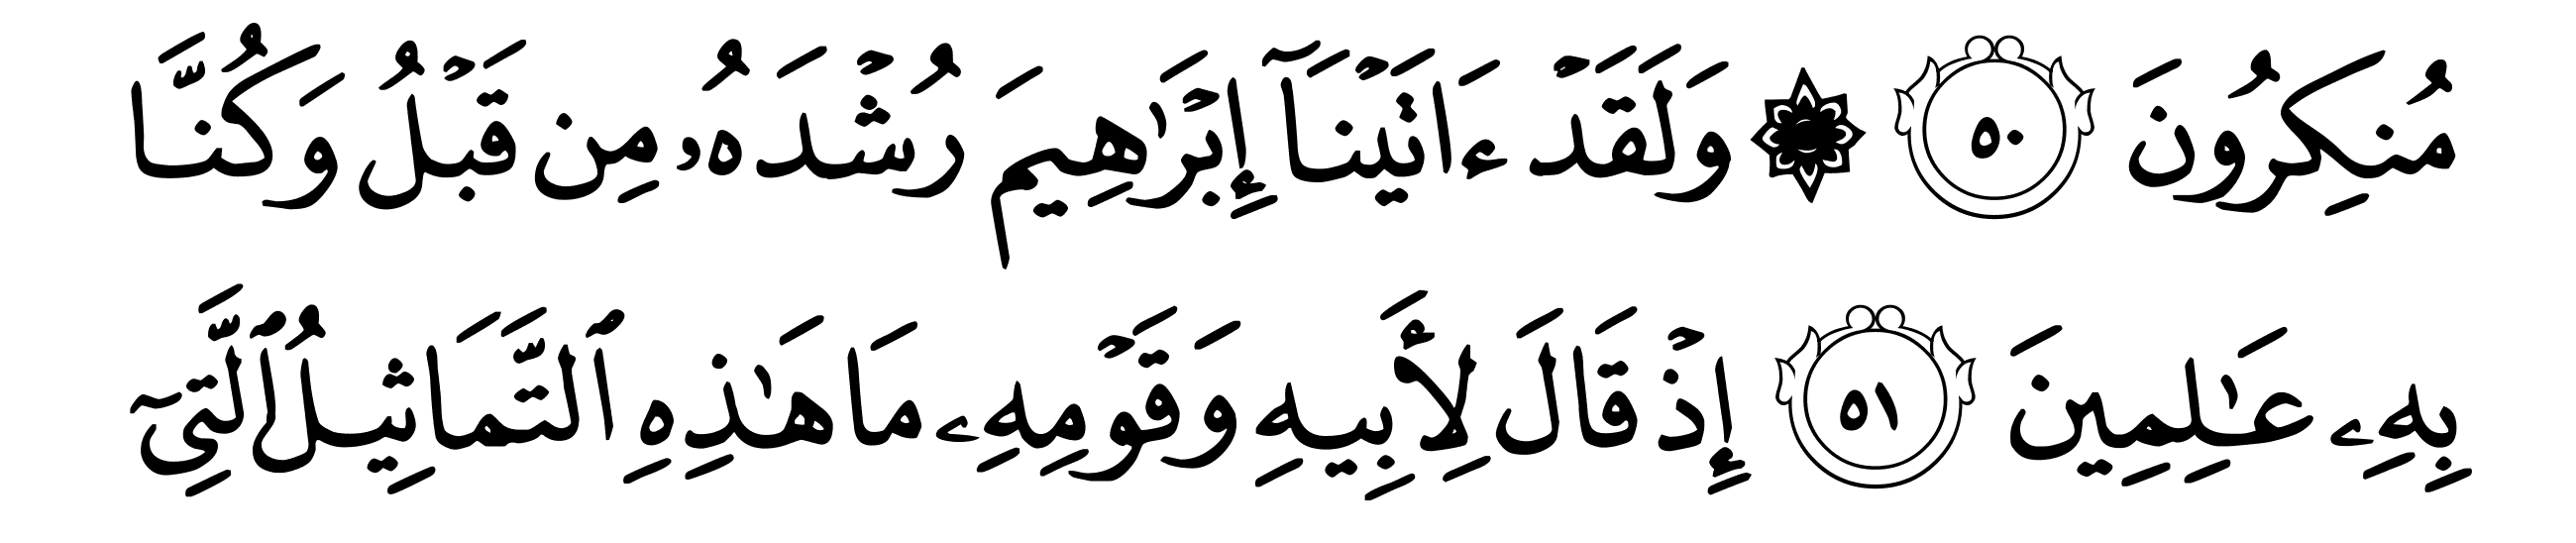 مُنكِرُونَ ٥٠ ۞ وَلَقَدۡ ءَاتَيۡنَآ إِبۡرَٰهِيمَ رُشۡدَهُۥ مِن قَبۡلُ وَكُنَّا
بِهِۦ عَٰلِمِينَ ٥١ إِذۡ قَالَ لِأَبِيهِ وَقَوۡمِهِۦ مَا هَٰذِهِ ٱلتَّمَاثِيلُ ٱلَّتِيٓ